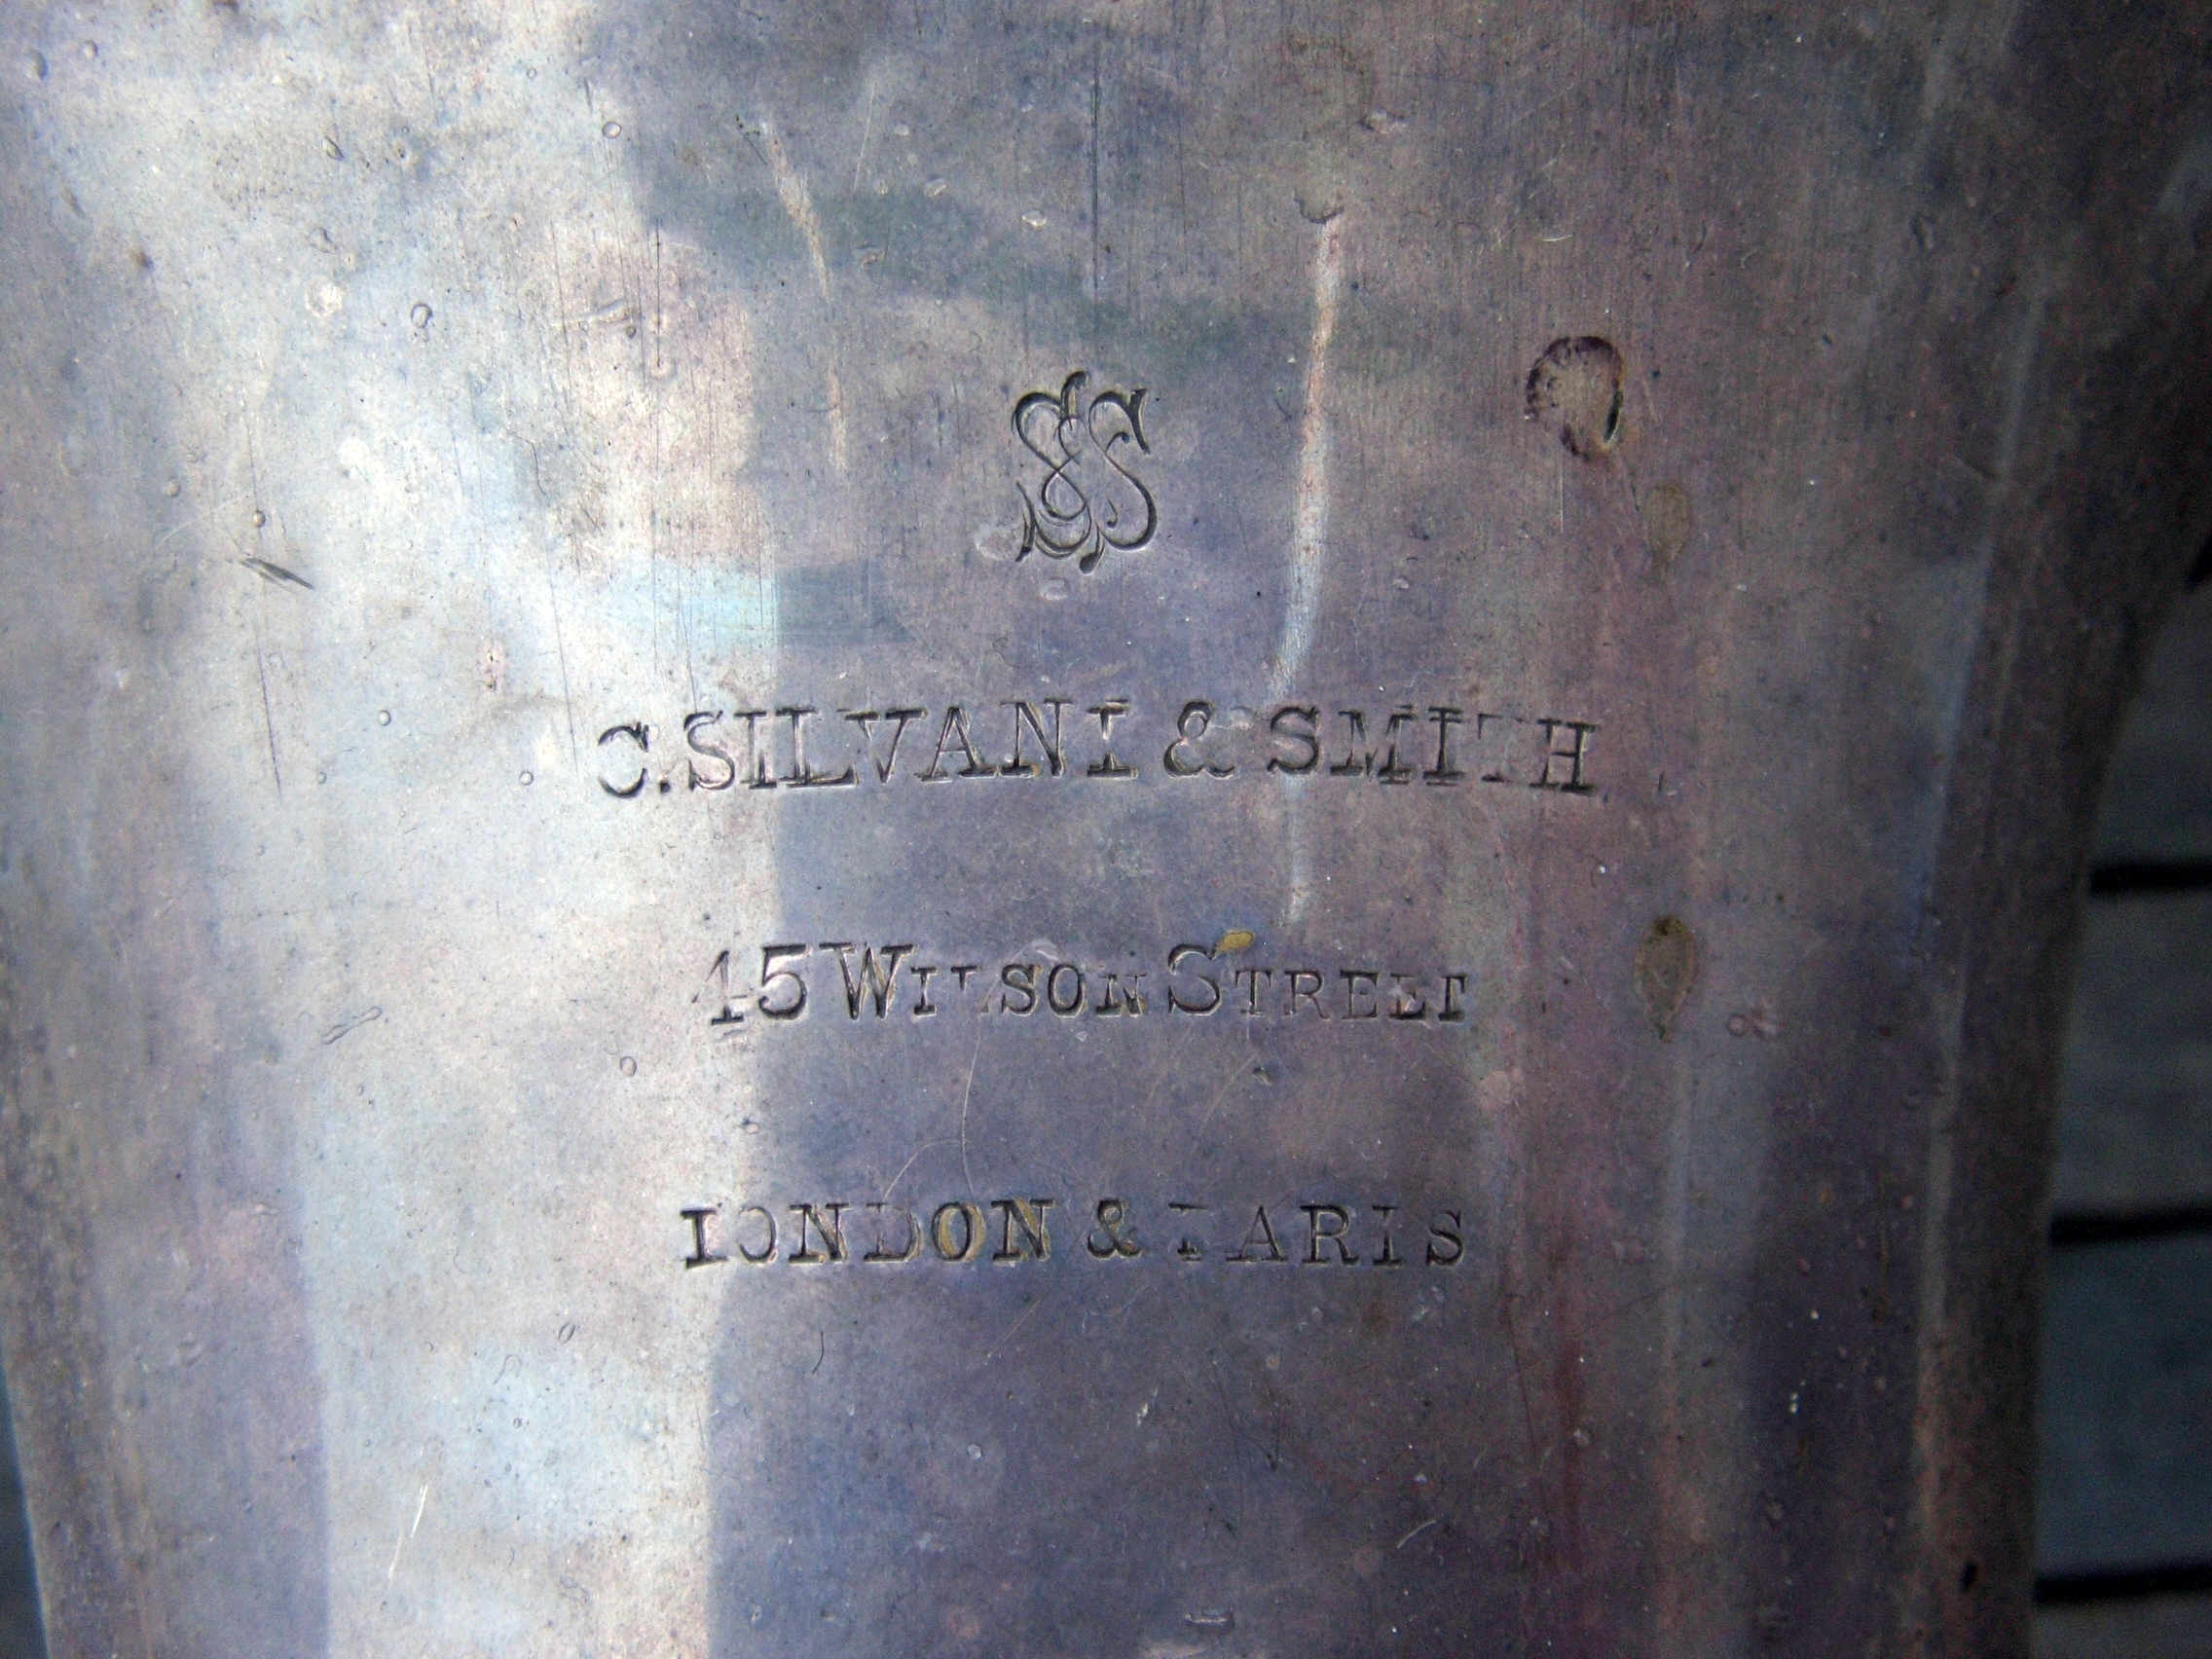 SS
C. SILVANI & SMITH
45 WILSON STREET
LONDON & PARIS